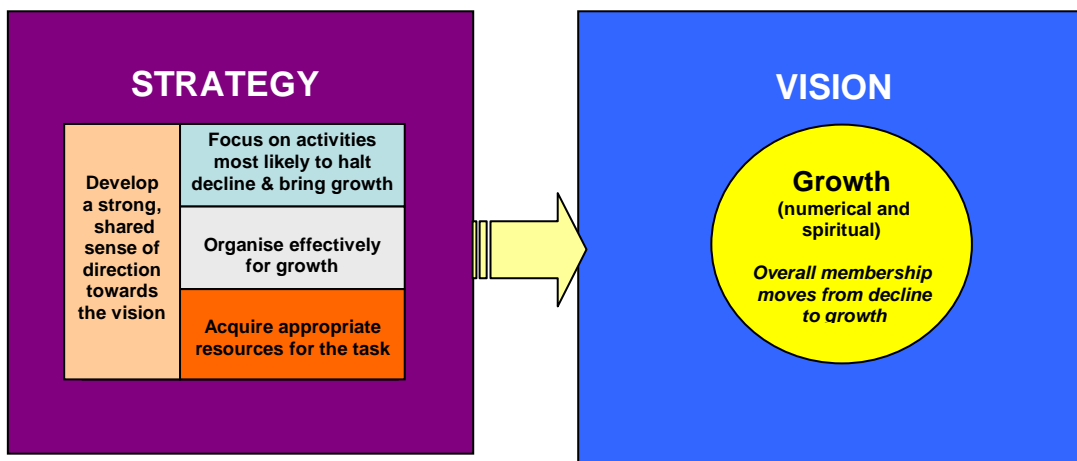 STRATEGY
Develop
a strong,
shared
sense of
direction
towards
the vision
Focus on activities
most likely to halt
decline & bring growth
Organise effectively
for growth
Acquire appropriate
resources for the task
VISION
Growth
(numerical and
spiritual)
Overall membership
moves from decline
to growth